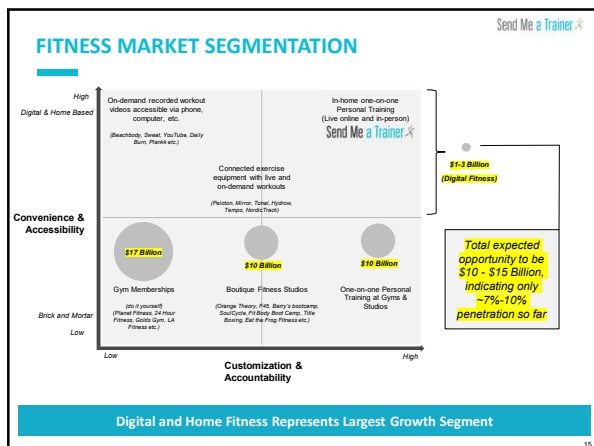 Send Me a Trainer
FITNESS MARKET SEGMENTATION
High
Digital & Home Based
On-demand recorded workout
videos accessible via phone,
computer, etc.
(Beachbody, Sweat, YouTube, Daily
Burn, Plankk etc.)
In-home one-on-one
Personal Training
(Live online and in-person)
Send Me a Trainer
Connected exercise
equipment with live and
on-demand workouts
(Peloton, Mirror, Tonal, Hydrow,
Tempo, NordicTrack)
$1-3 Billion
(Digital Fitness)
Convenience &
Accessibility
$17 Billion
$10 Billion
$10 Billion
Total expected
opportunity to be
$10 - $15 Billion,
indicating only
~7%-10%
penetration so far
Gym Memberships
(do it yourself)
(Planet Fitness, 24 Hour
Fitness, Golds Gym, LA
Fitness etc.)
Boutique Fitness Studios
(Orange Theory, F45, Barry's bootcamp,
SoulCycle, Fit Body Boot Camp, Title
Boxing, Eat the Frog Fitness etc.)
One-on-one Personal
Training at Gyms &
Studios
Brick and Mortar
Low
Low
High
Customization &
Accountability
Digital and Home Fitness Represents Largest Growth Segment
15